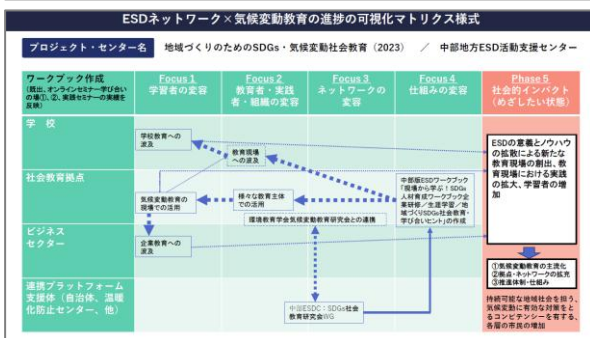 ESDネットワーク×気候変動教育の進捗の可視化マトリクス様式
プロジェクト・センター名
地域づくりのためのSDGs・気候変動社会教育（2023） ／ 中部地方ESD活動支援センター
ワークブック作成
(既出、オンラインセミナー学び合い
の場①、②、実践セミナーの実績を
反映)
Focus 1
学習者の変容
Focus 2
教育者・実践
者・組織の変容
Focus 3
ネットワークの
変容
Focus 4
仕組みの変容
Phase 5
社会的インパクト
（めざしたい状態）
学 校
学校教育への
波及
教育現場
への波及
ESDの意義とノウハウ
の拡散による新たな
教育現場の創出、教
育現場における実践
の拡大、学習者の増
加
社会教育拠点
気候変動教育の
現場での活用
様々な教育主体
での活用
中部版ESDワークブック
「現場から学ぶ！SDGs
人材育成ワークブック企
業研修／生涯学習／地
域づくりSDGs社会教育・
学び合いヒント」の作成
環境教育学会気候変動教育研究会との連携
ビジネス
セクター
企業教育への
波及
①気候変動教育の主流化
②拠点・ネットワークの拡充
③推進体制・仕組み
連携プラットフォーム
支援体（自治体、温暖
化防止センター、他）
中部ESDC：SDGs社会
教育研究会WG
持続可能な地域社会を担う、
気候変動に有効な対策をと
るコンピテンシーを有する、
各層の市民の増加